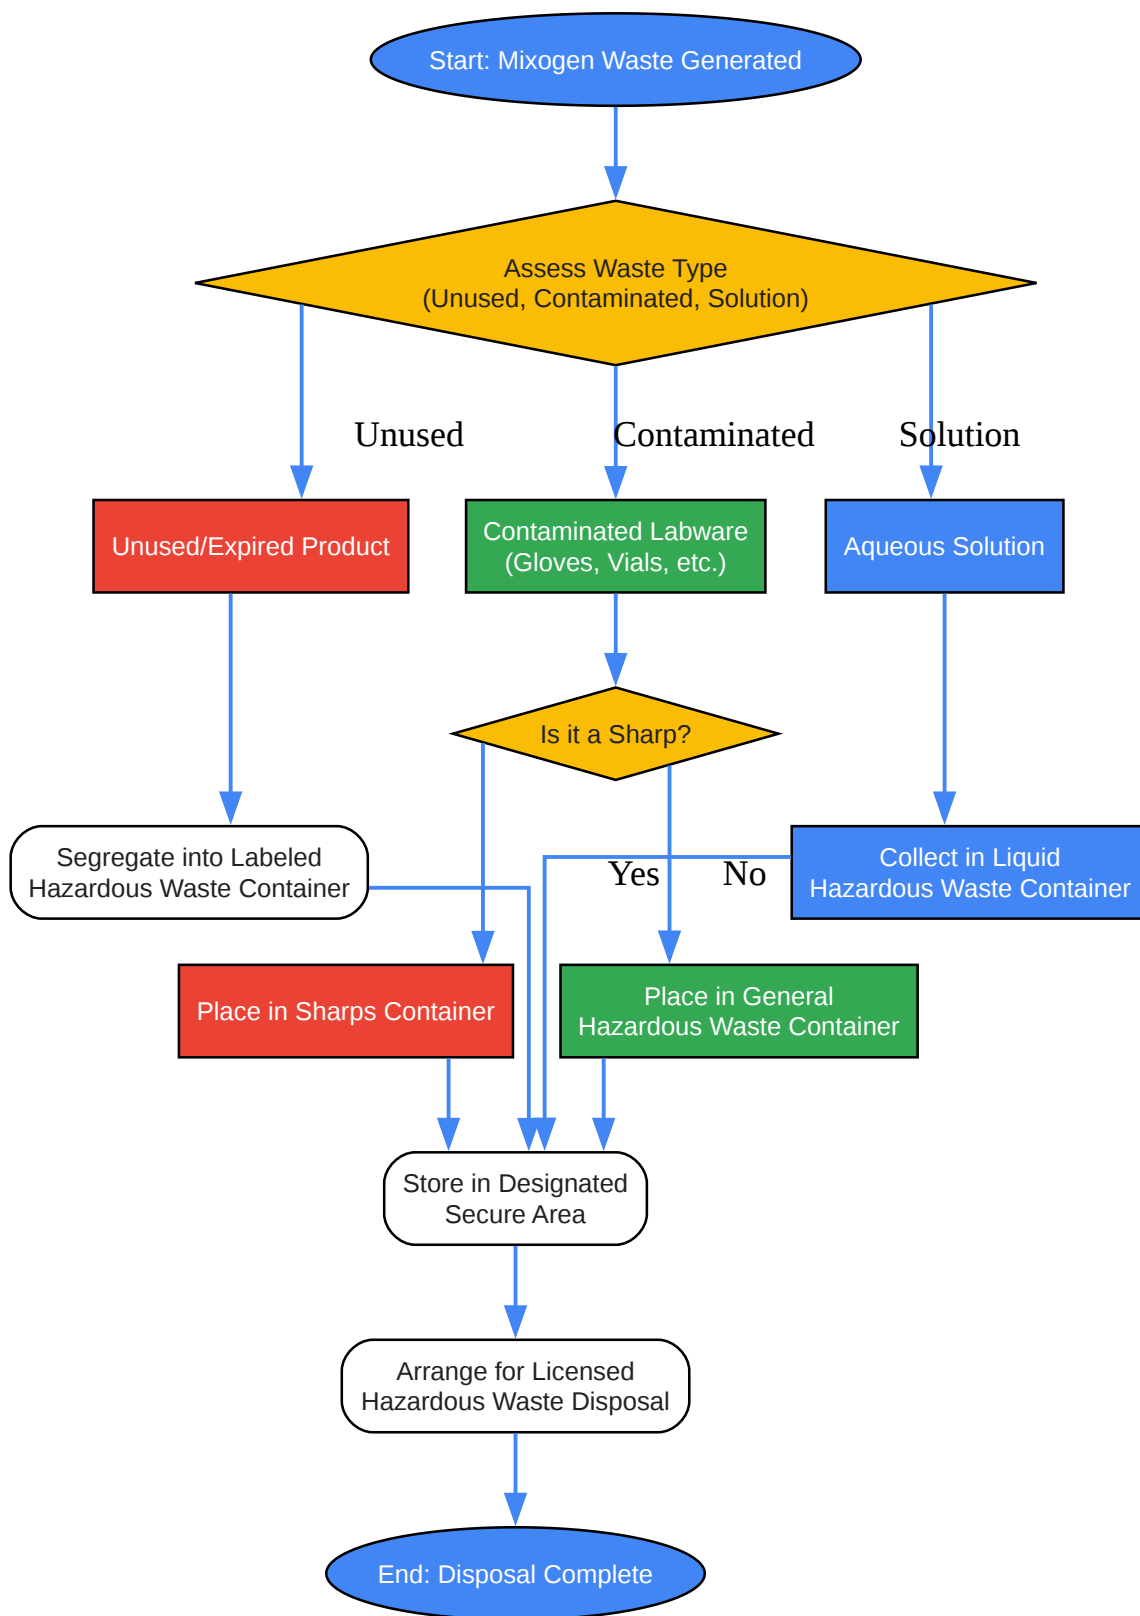 Start: Mixogen Waste Generated
Assess Waste Type
(Unused, Contaminated, Solution)
Unused
Contaminated
Solution
Unused/Expired Product
Contaminated Labware
(Gloves, Vials, etc.)
Aqueous Solution
Is it a Sharp?
Segregate into Labeled
Hazardous Waste Container
Yes
No
Collect in Liquid
Hazardous Waste Container
Place in Sharps Container
Place in General
Hazardous Waste Container
Store in Designated
Secure Area
Arrange for Licensed
Hazardous Waste Disposal
End: Disposal Complete